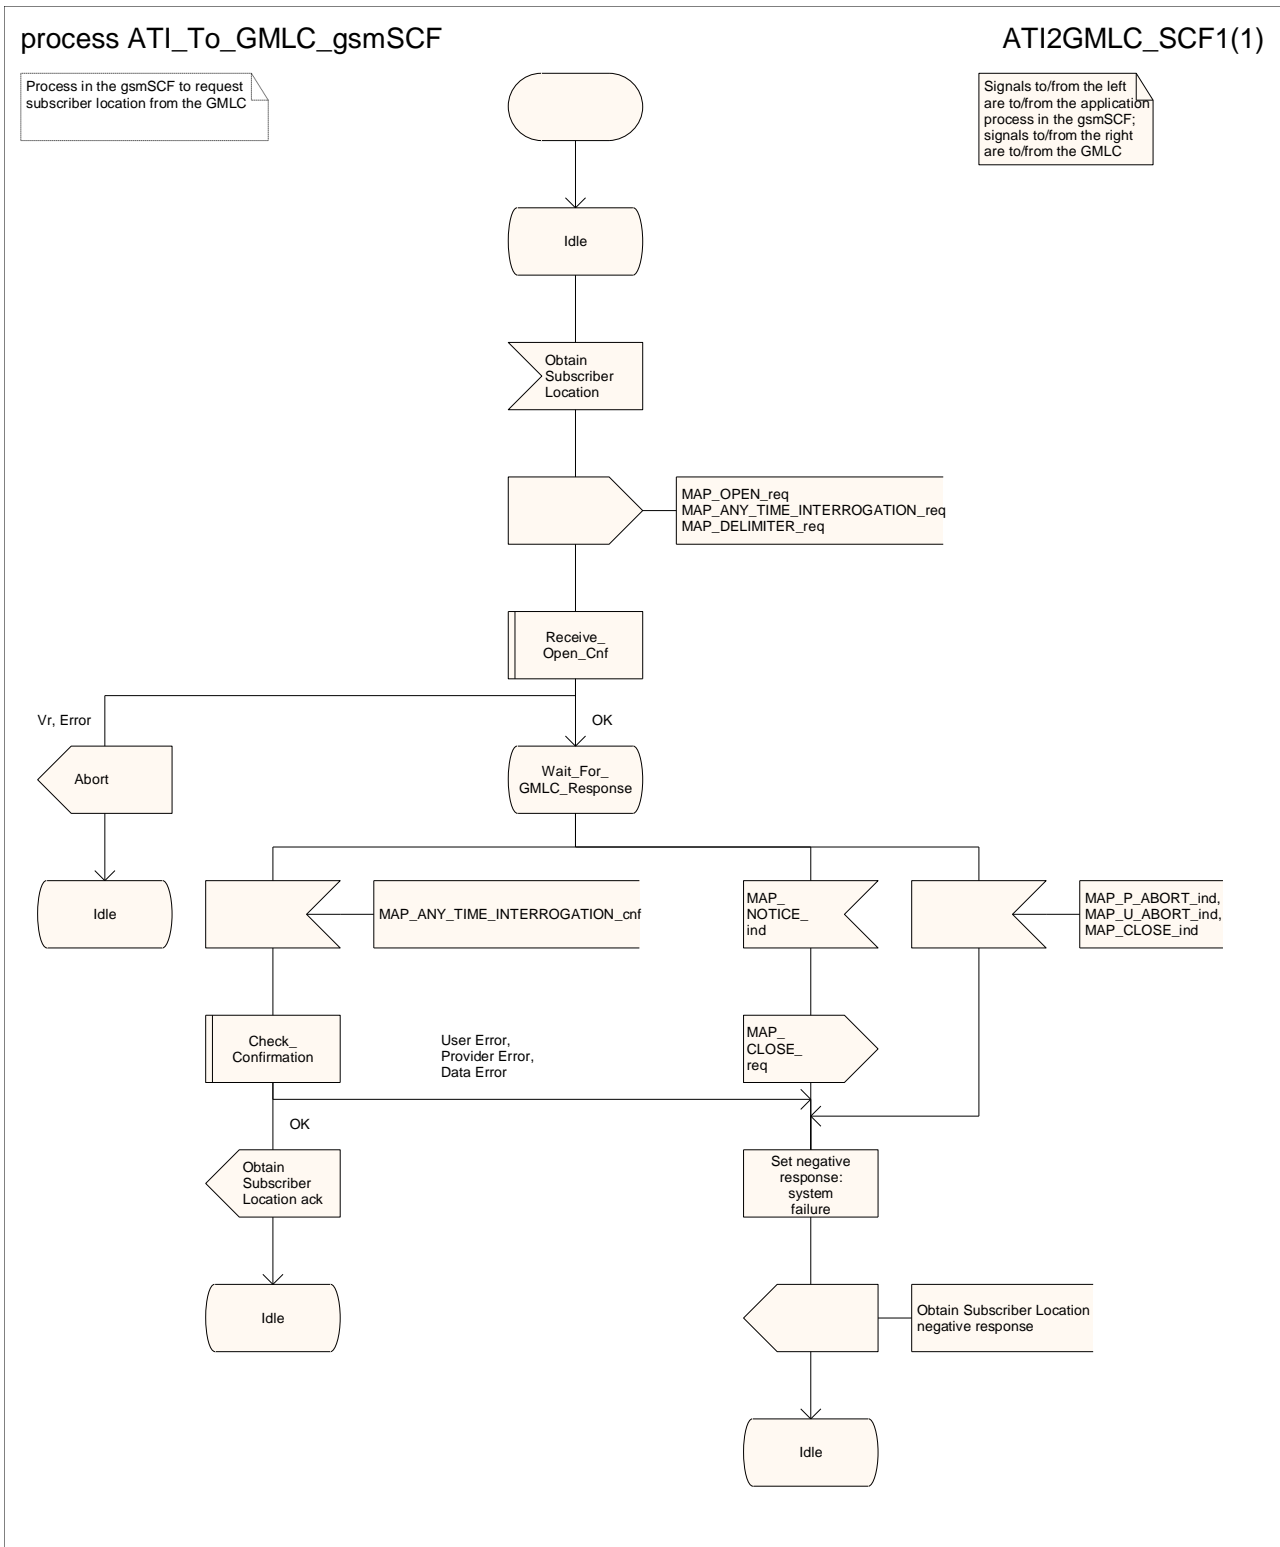 process ATI_To_GMLC_gsmSCF
ATI2GMLC_SCF1(1)
Process in the gsmSCF to request
subscriber location from the GMLC
Signals to/from the left
are to/from the application
process in the gsmSCF;
signals to/from the right
are to/from the GMLC
Idle
Obtain
Subscriber
Location
MAP_OPEN_req
MAP_ANY_TIME_INTERROGATION_req
MAP_DELIMITER_req
Receive_
Open_Cnf
Vr, Error
OK
Abort
Wait_For_
GMLC_Response
Idle
MAP_ANY_TIME_INTERROGATION_cnf
MAP_
NOTICE_
ind
MAP_P_ABORT_ind,
MAP_U_ABORT_ind,
MAP_CLOSE_ind
Check_
Confirmation
User Error,
Provider Error,
Data Error
MAP_
CLOSE_
req
OK
Obtain
Subscriber
Location ack
Set negative
response:
system
failure
Idle
Obtain Subscriber Location
negative response
Idle